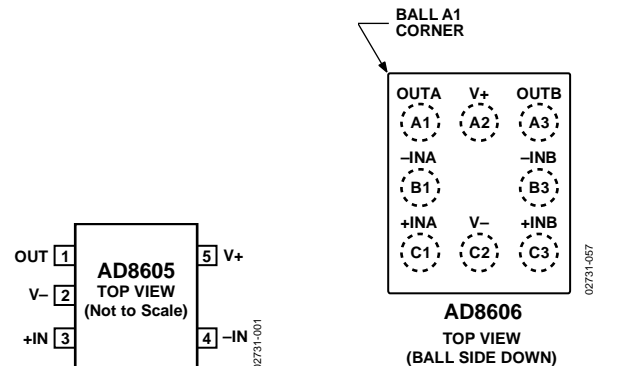 BALL A1
CORNER
OUTA V+ OUTB
A1 A2 A3
–INA –INB
B1 B3
+INA V– +INB
C1 C2 C3
02731-057
AD8606
TOP VIEW
(BALL SIDE DOWN)
OUT 1 5 V+
AD8605
TOP VIEW
(Not to Scale)
V– 2
+IN 3 4 –IN
02731-001